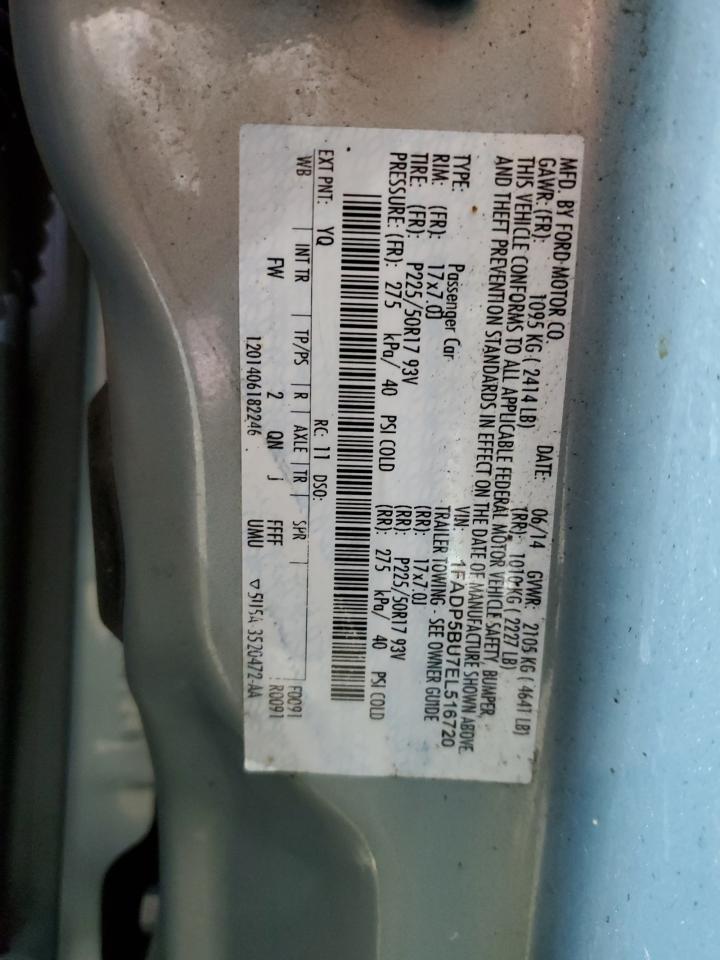 MFD. BY FORD MOTOR CO.
DATE: 06/14 GVWR: 2105 KG ( 4641 LB)
GAWR: (FR): 1095 KG ( 2414 LB) (RR): 1010 KG ( 2227 LB)
THIS VEHICLE CONFORMS TO ALL APPLICABLE FEDERAL MOTOR VEHICLE SAFETY, BUMPER,
AND THEFT PREVENTION STANDARDS IN EFFECT ON THE DATE OF MANUFACTURE SHOWN ABOVE.
VIN: 1FADP5BU7EL516720
TYPE: Passenger Car TRAILER TOWING - SEE OWNER GUIDE
RIM: (FR): 17x7.0J (RR): 17x7.0J
TIRE: (FR): P225/50R17 93V (RR): P225/50R17 93V
PRESSURE: (FR): 275 kPa/ 40 PSI COLD (RR): 275 kPa/ 40 PSI COLD
EXT PNT: YQ RC: 11 DSO: F0091
WB INT TR TP/PS R AXLE TR SPR R0091
FW 2 QN J FFFF
1201406182246 UMU ▽5U5A 3520472-AA